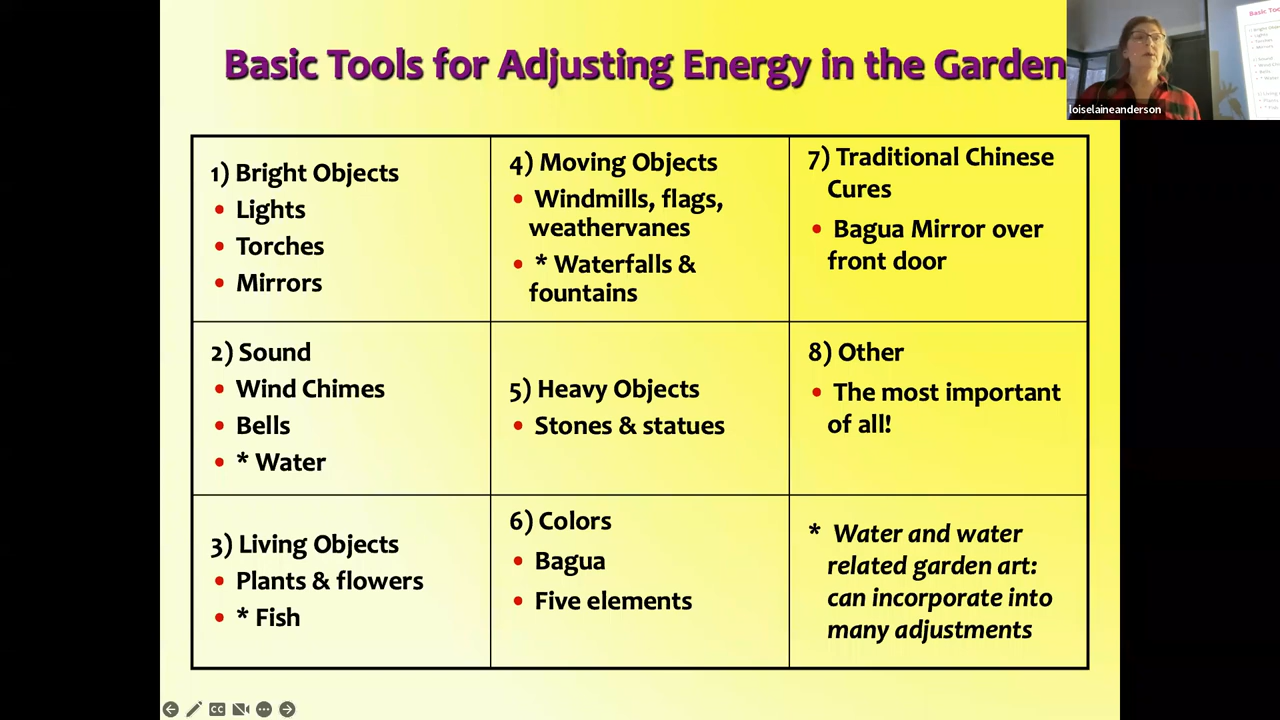 Basic Tools for Adjusting Energy in the Garden
loiselaineanderson
1) Bright Objects
• Lights
• Torches
• Mirrors
2) Sound
• Wind Chimes
• Bells
• * Water
3) Living Objects
• Plants & flowers
• * Fish
4) Moving Objects
• Windmills, flags,
weathervanes
• * Waterfalls &
fountains
5) Heavy Objects
• Stones & statues
6) Colors
• Bagua
• Five elements
7) Traditional Chinese
Cures
• Bagua Mirror over
front door
8) Other
• The most important
of all!
* Water and water
related garden art:
can incorporate into
many adjustments
CC